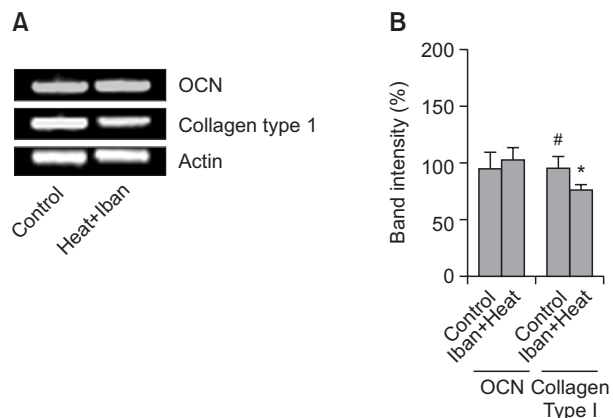 A
OCN
Collagen type 1
Actin
Control
Heat+Iban
B
Band intensity (%)
200
150
100
50
0
#
*
Control
Iban+Heat
Control
Iban+Heat
OCN
Collagen
Type I